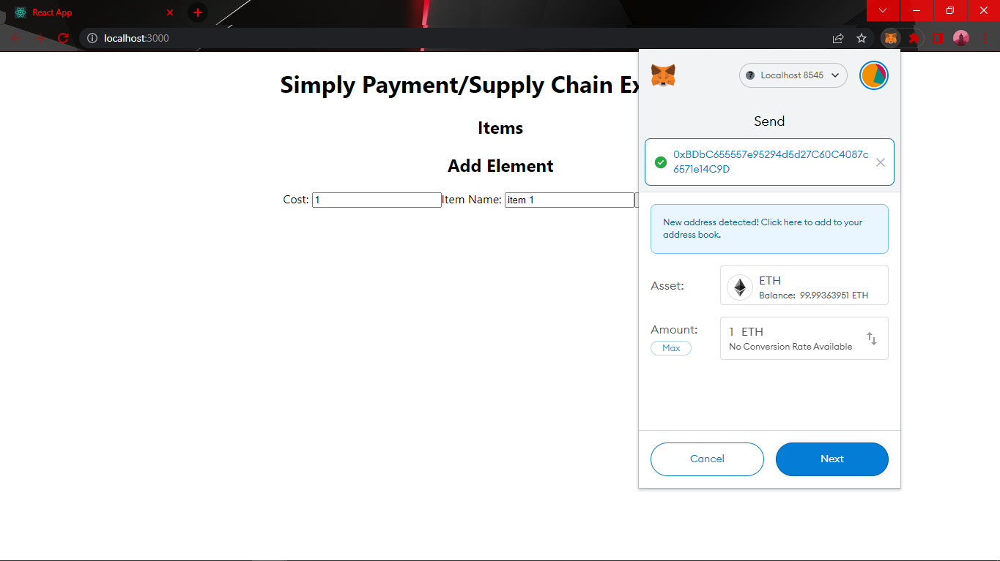 React App
localhost:3000
Simply Payment/Supply Chain Ex
Items
Add Element
Cost: 1 Item Name: item 1
Localhost 8545
Send
0xBDbC655557e95294d5d27C60C4087c
6571e14C9D
New address detected! Click here to add to your
address book.
Asset:
ETH
Balance: 99.99363951 ETH
Amount:
Max
1 ETH
No Conversion Rate Available
Cancel
Next